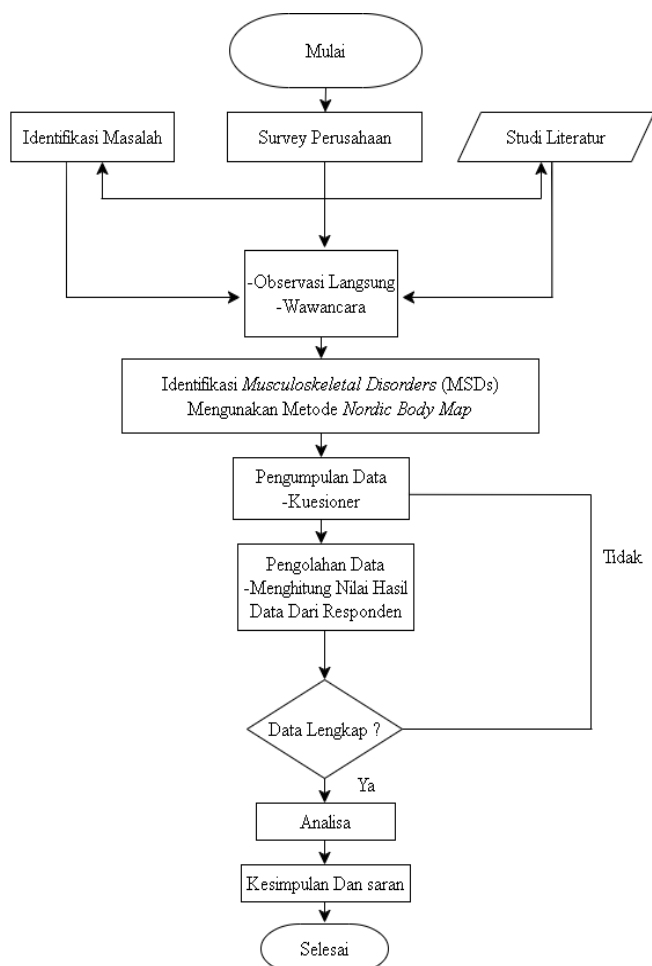 Mulai
Identifikasi Masalah
Survey Perusahaan
Studi Literatur
-Observasi Langsung
-Wawancara
Identifikasi Musculoskeletal Disorders (MSDs)
Mengunakan Metode Nordic Body Map
Pengumpulan Data
-Kuesioner
Tidak
Pengolahan Data
-Menghitung Nilai Hasil
Data Dari Responden
Data Lengkap ?
Ya
Analisa
Kesimpulan Dan saran
Selesai